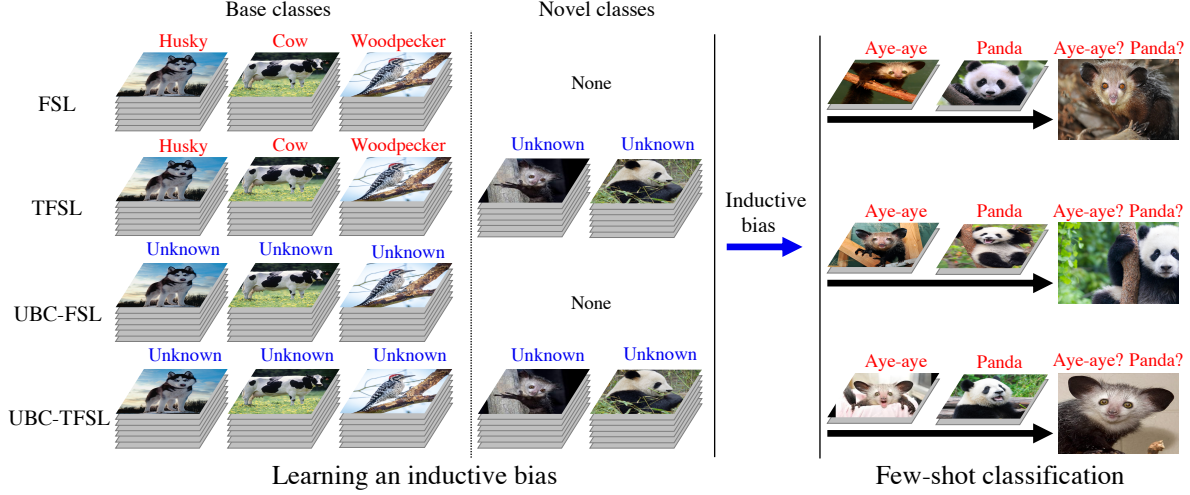 Base classes
Novel classes
Husky Cow Woodpecker
FSL
None
Husky Cow Woodpecker
TFSL
Unknown Unknown
Unknown Unknown Unknown
UBC-FSL
None
Unknown Unknown Unknown
UBC-TFSL
Unknown Unknown
Learning an inductive bias
Inductive
bias
Aye-aye Panda Aye-aye? Panda?
Aye-aye Panda Aye-aye? Panda?
Aye-aye Panda Aye-aye? Panda?
Few-shot classification